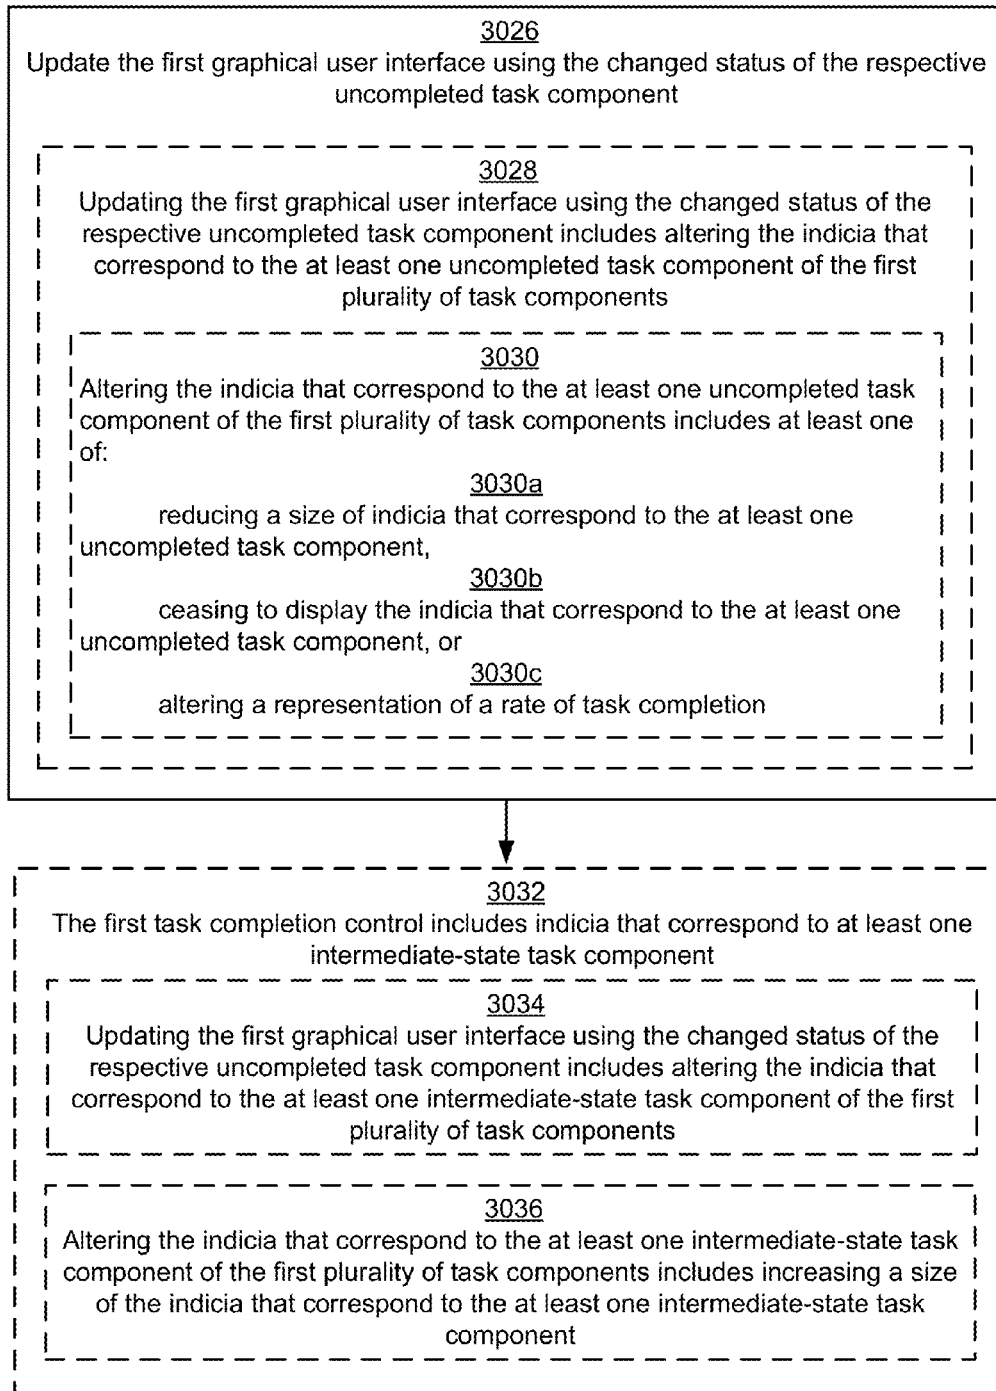 3026
Update the first graphical user interface using the changed status of the respective
uncompleted task component
3028
Updating the first graphical user interface using the changed status of the
respective uncompleted task component includes altering the indicia that
correspond to the at least one uncompleted task component of the first
plurality of task components
3030
Altering the indicia that correspond to the at least one uncompleted task
component of the first plurality of task components includes at least one
of:
3030a
reducing a size of indicia that correspond to the at least one
uncompleted task component,
3030b
ceasing to display the indicia that correspond to the at least one
uncompleted task component, or
3030c
altering a representation of a rate of task completion
3032
The first task completion control includes indicia that correspond to at least one
intermediate-state task component
3034
Updating the first graphical user interface using the changed status of the
respective uncompleted task component includes altering the indicia that
correspond to the at least one intermediate-state task component of the first
plurality of task components
3036
Altering the indicia that correspond to the at least one intermediate-state task
component of the first plurality of task components includes increasing a size
of the indicia that correspond to the at least one intermediate-state task
component